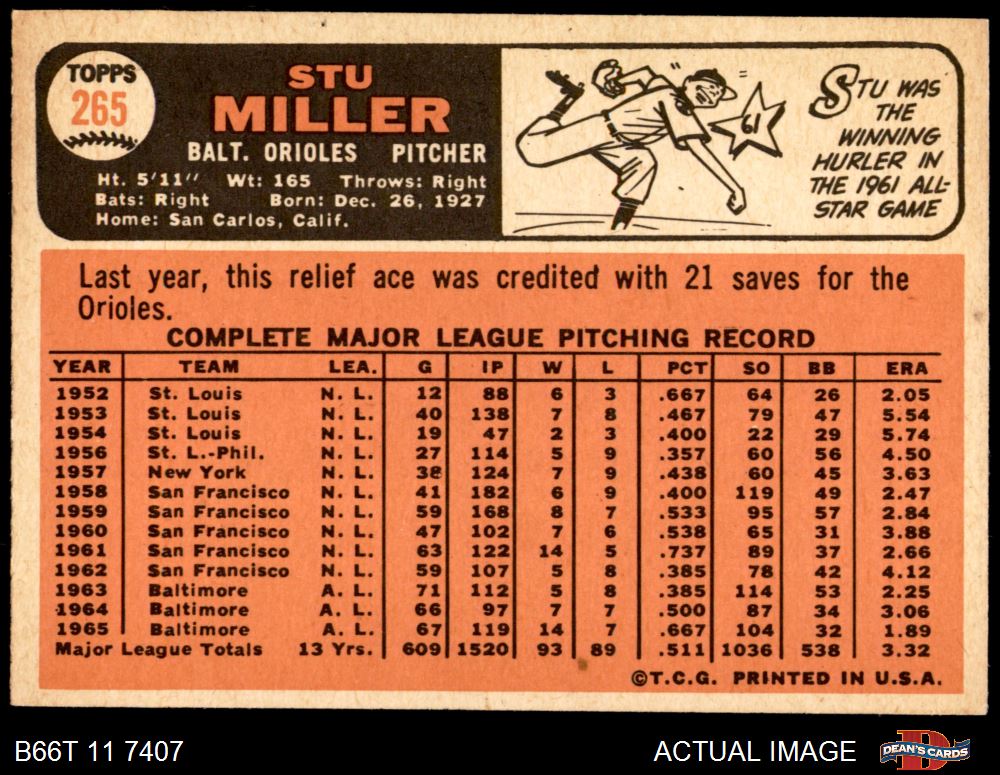 TOPPS
265
STU
MILLER
BALT. ORIOLES PITCHER
Ht. 5'11" Wt: 165 Throws: Right
Bats: Right Born: Dec. 26, 1927
Home: San Carlos, Calif.
61
STU WAS
THE
WINNING
HURLER IN
THE 1961 ALL-
STAR GAME
Last year, this relief ace was credited with 21 saves for the
Orioles.
COMPLETE MAJOR LEAGUE PITCHING RECORD
YEAR TEAM LEA. G IP W L PCT SO BB ERA
1952 St. Louis N. L. 12 88 6 3 .667 64 26 2.05
1953 St. Louis N. L. 40 138 7 8 .467 79 47 5.54
1954 St. Louis N. L. 19 47 2 3 .400 22 29 5.74
1956 St. L.-Phil. N. L. 27 114 5 9 .357 60 56 4.50
1957 New York N. L. 38 124 7 9 .438 60 45 3.63
1958 San Francisco N. L. 41 182 6 9 .400 119 49 2.47
1959 San Francisco N. L. 59 168 8 7 .533 95 57 2.84
1960 San Francisco N. L. 47 102 7 6 .538 65 31 3.88
1961 San Francisco N. L. 63 122 14 5 .737 89 37 2.66
1962 San Francisco N. L. 59 107 5 8 .385 78 42 4.12
1963 Baltimore A. L. 71 112 5 8 .385 114 53 2.25
1964 Baltimore A. L. 66 97 7 7 .500 87 34 3.06
1965 Baltimore A. L. 67 119 14 7 .667 104 32 1.89
Major League Totals 13 Yrs. 609 1520 93 89 .511 1036 538 3.32
©T.C.G. PRINTED IN U.S.A.
B66T 11 7407
ACTUAL IMAGE
D
DEAN'S CARDS